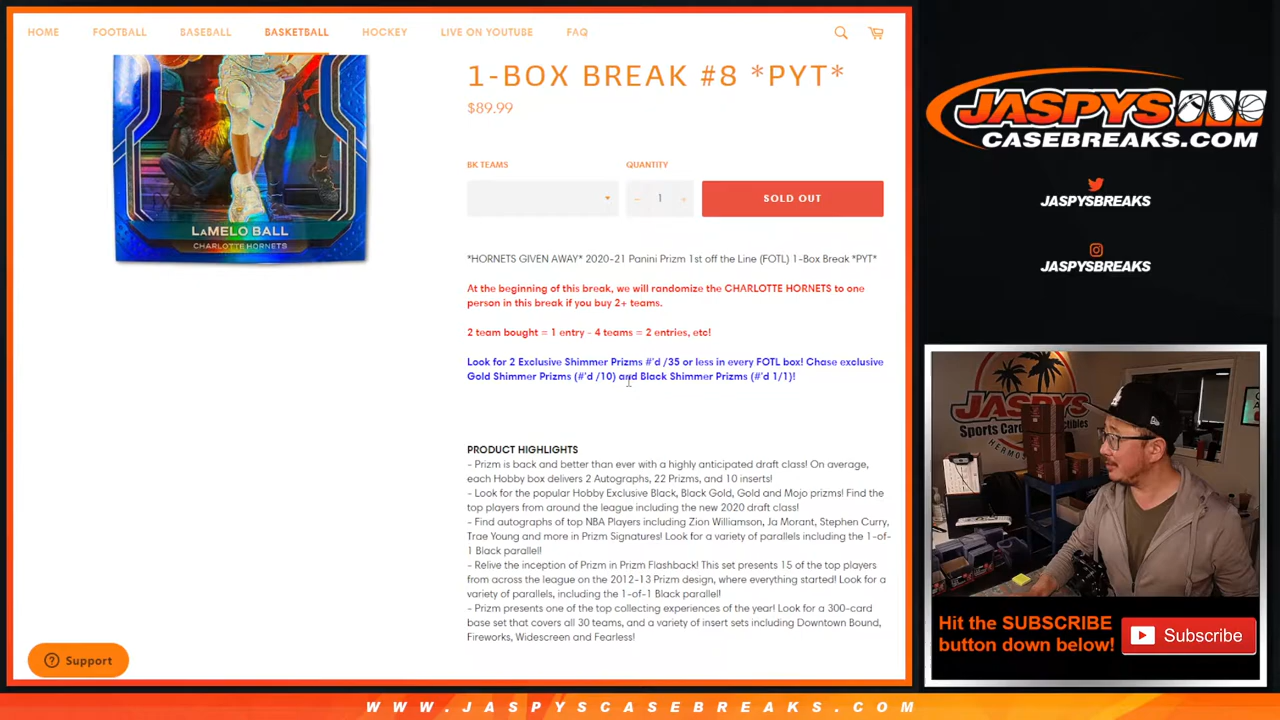 HOME FOOTBALL BASEBALL BASKETBALL HOCKEY LIVE ON YOUTUBE FAQ
1-BOX BREAK #8 *PYT*
$89.99
BK TEAMS QUANTITY
1 SOLD OUT
LaMELO BALL
CHARLOTTE HORNETS
*HORNETS GIVEN AWAY* 2020-21 Panini Prizm 1st off the Line (FOTL) 1-Box Break *PYT*
At the beginning of this break, we will randomize the CHARLOTTE HORNETS to one
person in this break if you buy 2+ teams.
2 team bought = 1 entry - 4 teams = 2 entries, etc!
Look for 2 Exclusive Shimmer Prizms #'d /35 or less in every FOTL box! Chase exclusive
Gold Shimmer Prizms (#'d /10) and Black Shimmer Prizms (#'d 1/1)!
PRODUCT HIGHLIGHTS
- Prizm is back and better than ever with a highly anticipated draft class! On average,
each Hobby box delivers 2 Autographs, 22 Prizms, and 10 inserts!
- Look for the popular Hobby Exclusive Black, Black Gold, Gold and Mojo prizms! Find the
top players from around the league including the new 2020 draft class!
- Find autographs of top NBA Players including Zion Williamson, Ja Morant, Stephen Curry,
Trae Young and more in Prizm Signatures! Look for a variety of parallels including the 1-of-
1 Black parallel!
- Relive the inception of Prizm in Prizm Flashback! This set presents 15 of the top players
from across the league on the 2012-13 Prizm design, where everything started! Look for a
variety of parallels, including the 1-of-1 Black parallel!
- Prizm presents one of the top collecting experiences of the year! Look for a 300-card
base set that covers all 30 teams, and a variety of insert sets including Downtown Bound,
Fireworks, Widescreen and Fearless!
Support
JASPYS
CASEBREAKS.COM
JASPYSBREAKS
JASPYSBREAKS
JASPYS
Sports Cards
HERMOS
LA
Hit the SUBSCRIBE
button down below!
Subscribe
WWW.JASPYSCASEBREAKS.COM